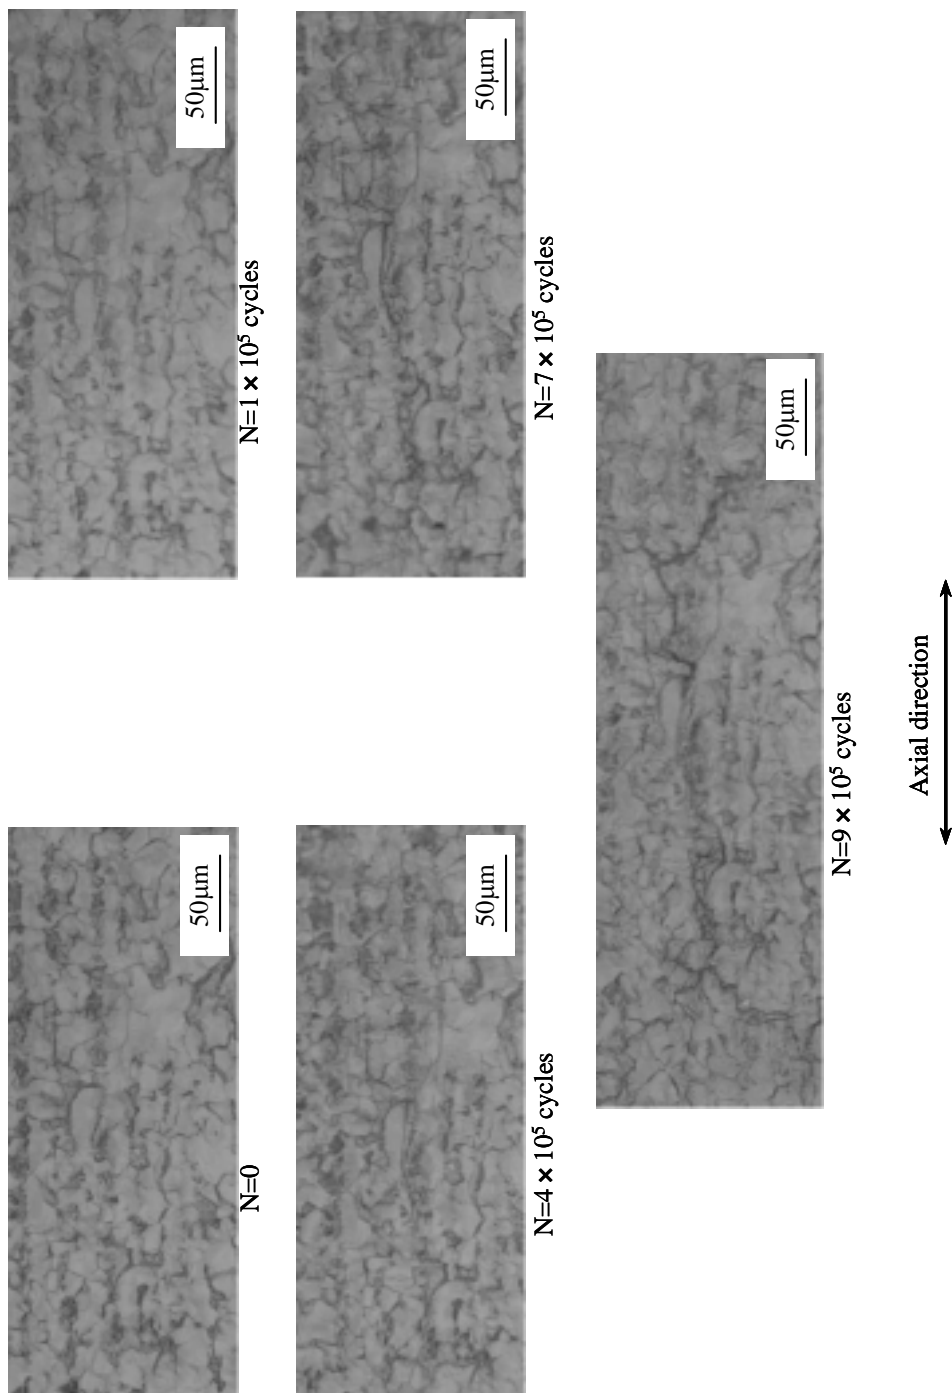 50μm
N=0
50μm
N=1 × 10⁵ cycles
50μm
N=4 × 10⁵ cycles
50μm
N=7 × 10⁵ cycles
50μm
N=9 × 10⁵ cycles
Axial direction